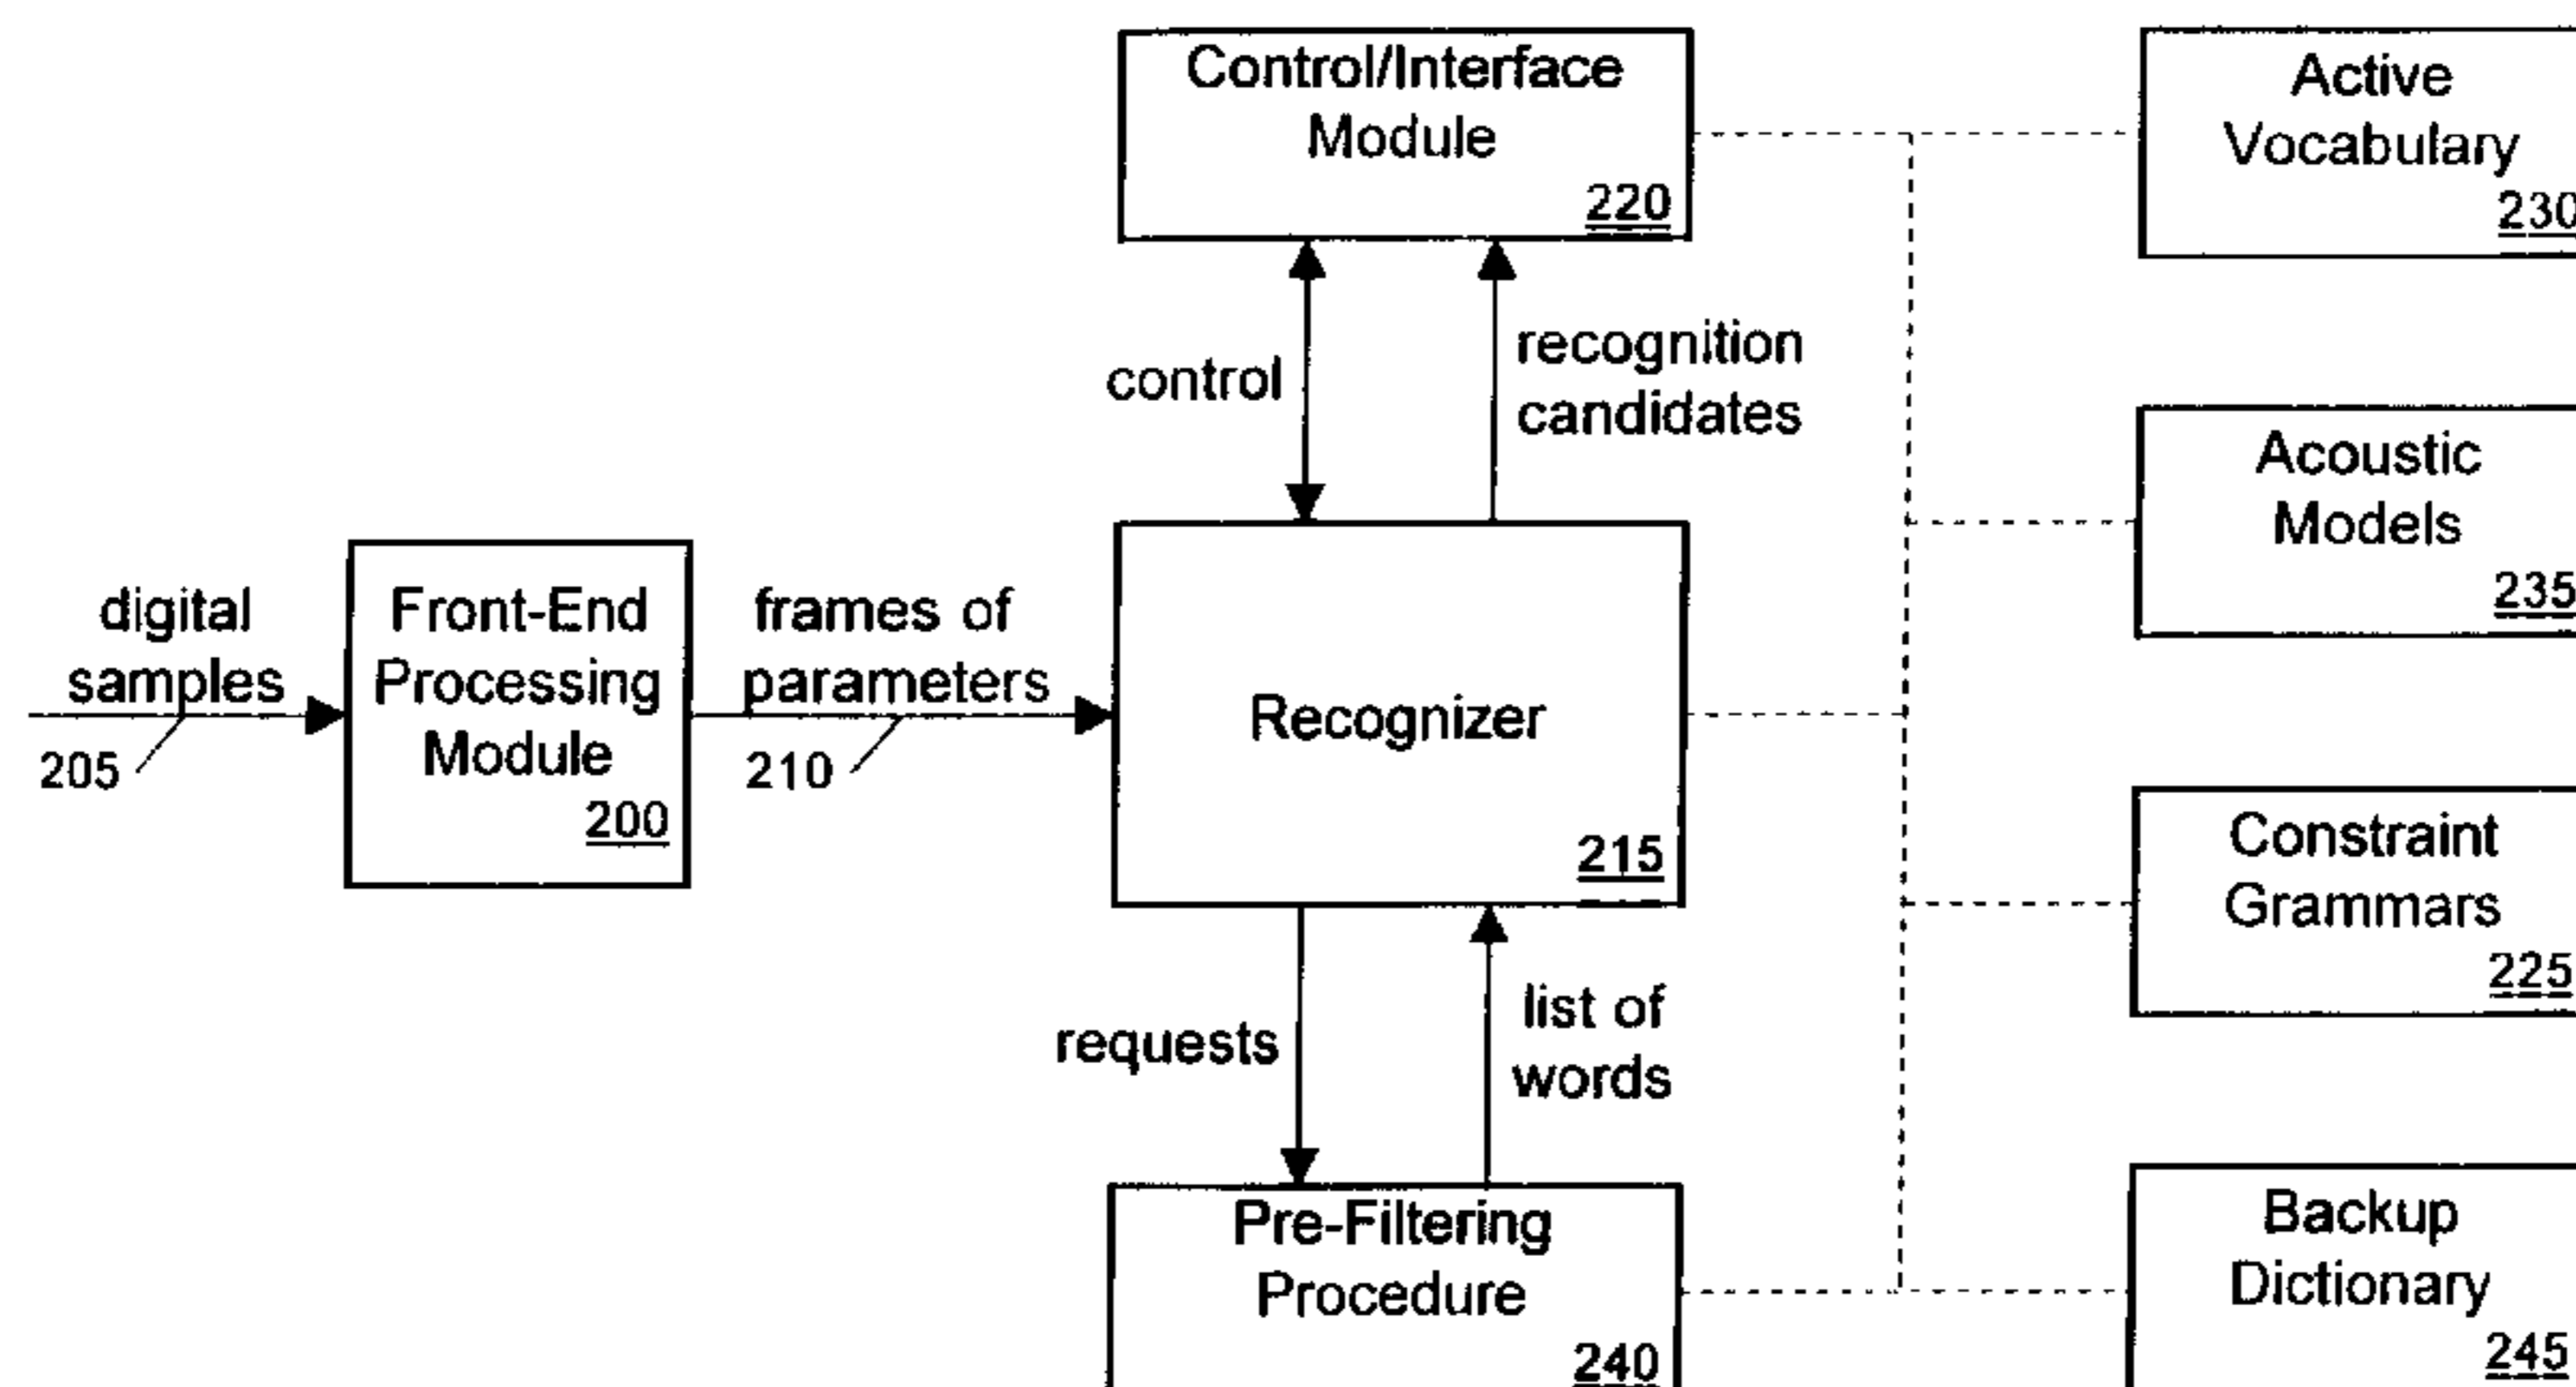 Control/Interface
Module
220
Active
Vocabulary
230
control
recognition
candidates
Acoustic
Models
235
digital
samples
205
Front-End
Processing
Module
200
frames of
parameters
210
Recognizer
215
Constraint
Grammars
225
requests
list of
words
Pre-Filtering
Procedure
240
Backup
Dictionary
245